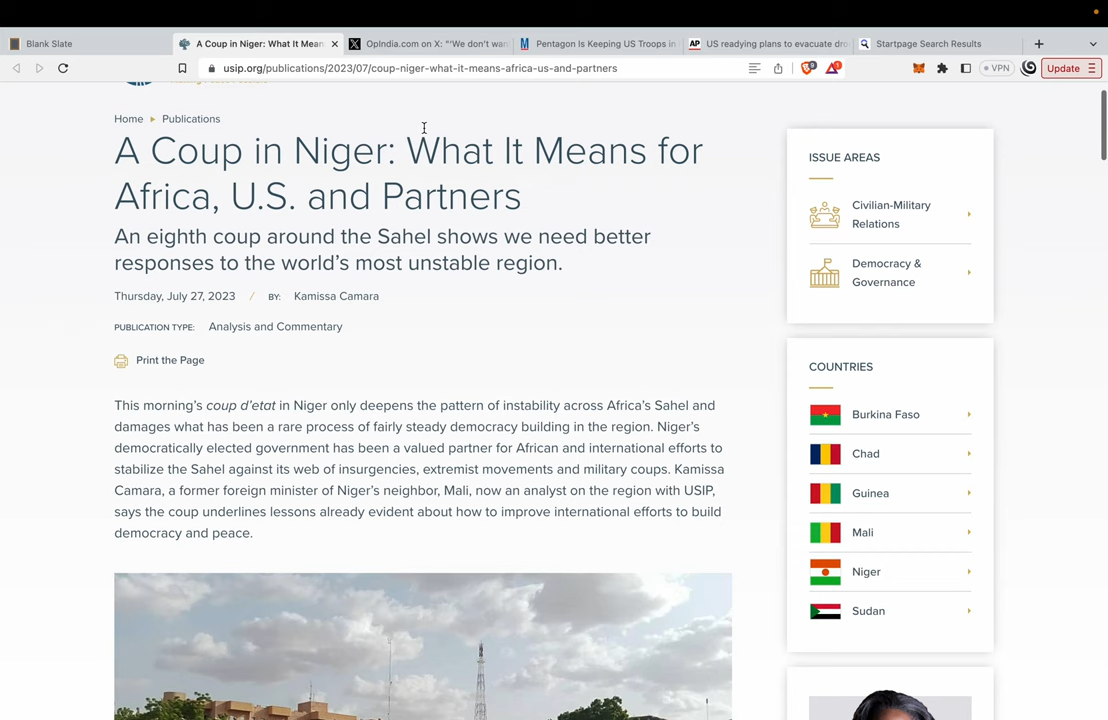 Blank Slate
A Coup in Niger: What It Mean
OpIndia.com on X: "'We don't wan
Pentagon Is Keeping US Troops in
AP US readying plans to evacuate dro
Startpage Search Results
usip.org/publications/2023/07/coup-niger-what-it-means-africa-us-and-partners
9
1
VPN
Update
Home
Publications
A Coup in Niger: What It Means for
Africa, U.S. and Partners
An eighth coup around the Sahel shows we need better
responses to the world's most unstable region.
Thursday, July 27, 2023 / BY: Kamissa Camara
PUBLICATION TYPE: Analysis and Commentary
Print the Page
This morning's coup d'etat in Niger only deepens the pattern of instability across Africa's Sahel and
damages what has been a rare process of fairly steady democracy building in the region. Niger's
democratically elected government has been a valued partner for African and international efforts to
stabilize the Sahel against its web of insurgencies, extremist movements and military coups. Kamissa
Camara, a former foreign minister of Niger's neighbor, Mali, now an analyst on the region with USIP,
says the coup underlines lessons already evident about how to improve international efforts to build
democracy and peace.
ISSUE AREAS
Civilian-Military
Relations
Democracy &
Governance
COUNTRIES
Burkina Faso
Chad
Guinea
Mali
Niger
Sudan